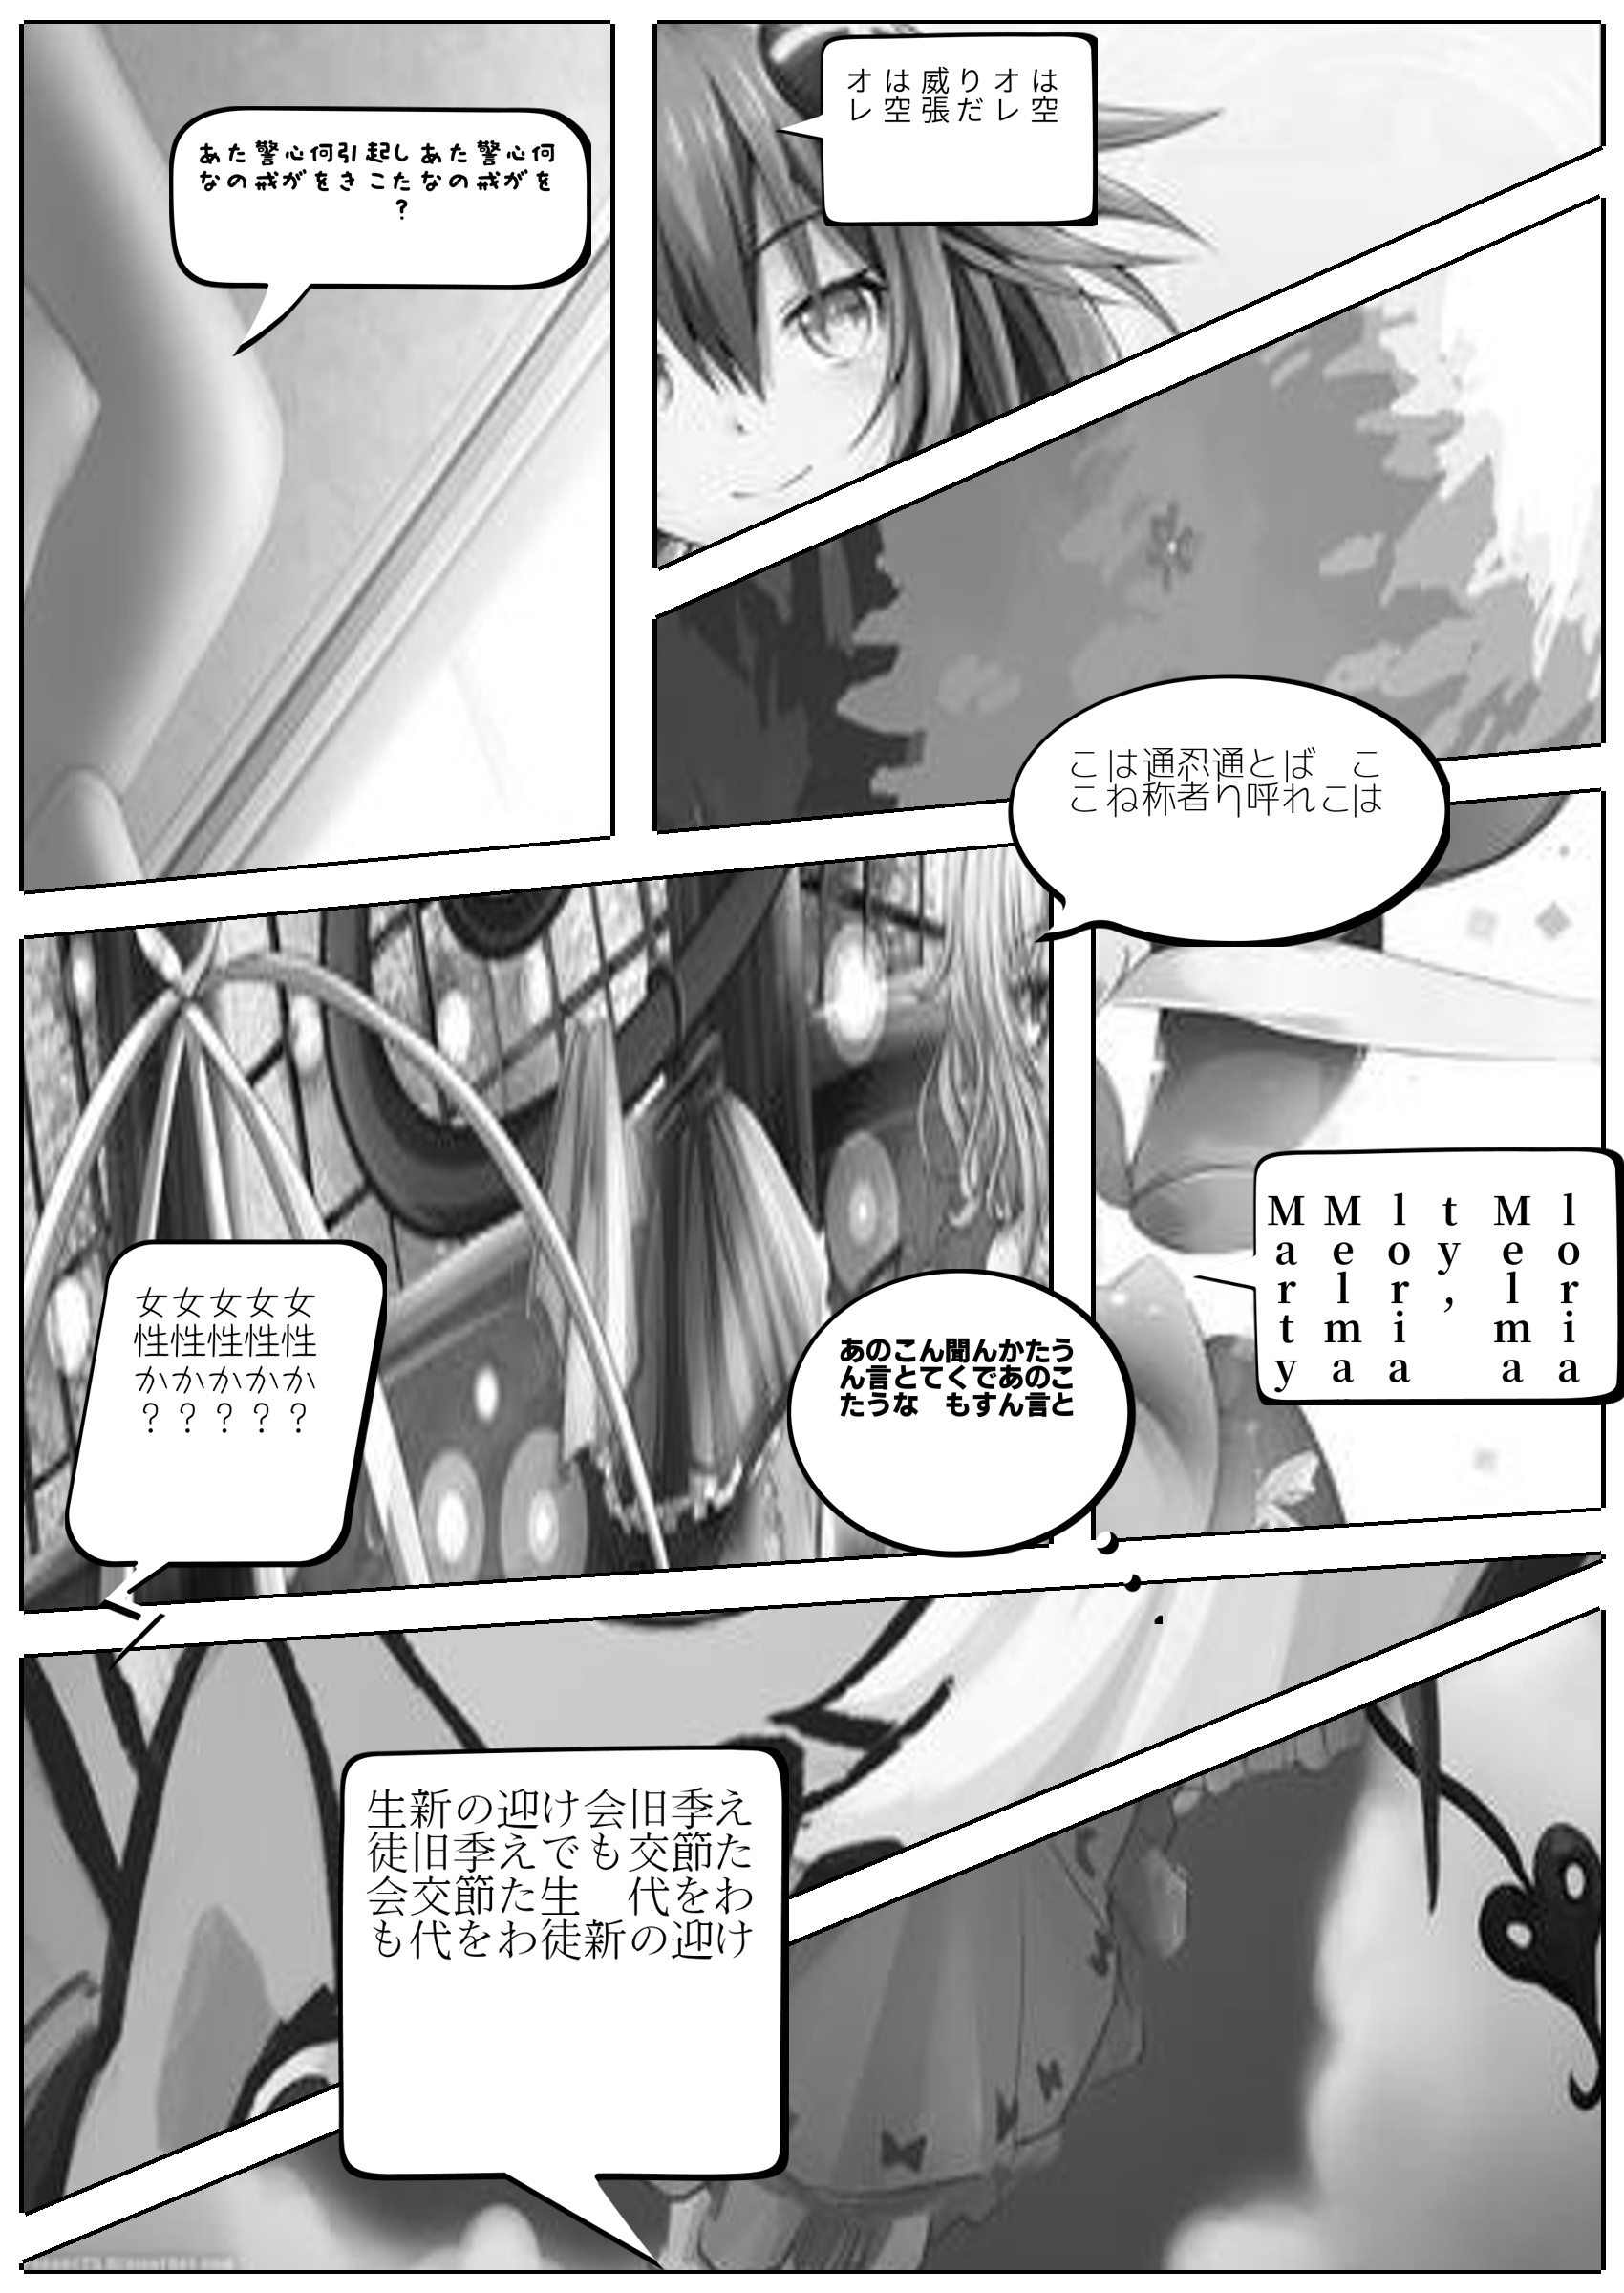 あな
たの
警戒
心が
何を
引き
起こ
した?
あな
たの
警戒
心が
何を
オレ
は空
威張
りだ
オレ
は空
ここ
はね
通称
忍者
通り
と呼
ばれ
こ
こは
女性か?
女性か?
女性か?
女性か?
女性か?
あんた
の言う
ことな
んて
聞くも
んです
かあん
たの言
うこと
Marty
Melma
loria
ty,
Melma
loria
生徒会も
新旧交代
の季節を
迎えたわ
けで生徒
会も新
旧交代の
季節を迎
えたわけ